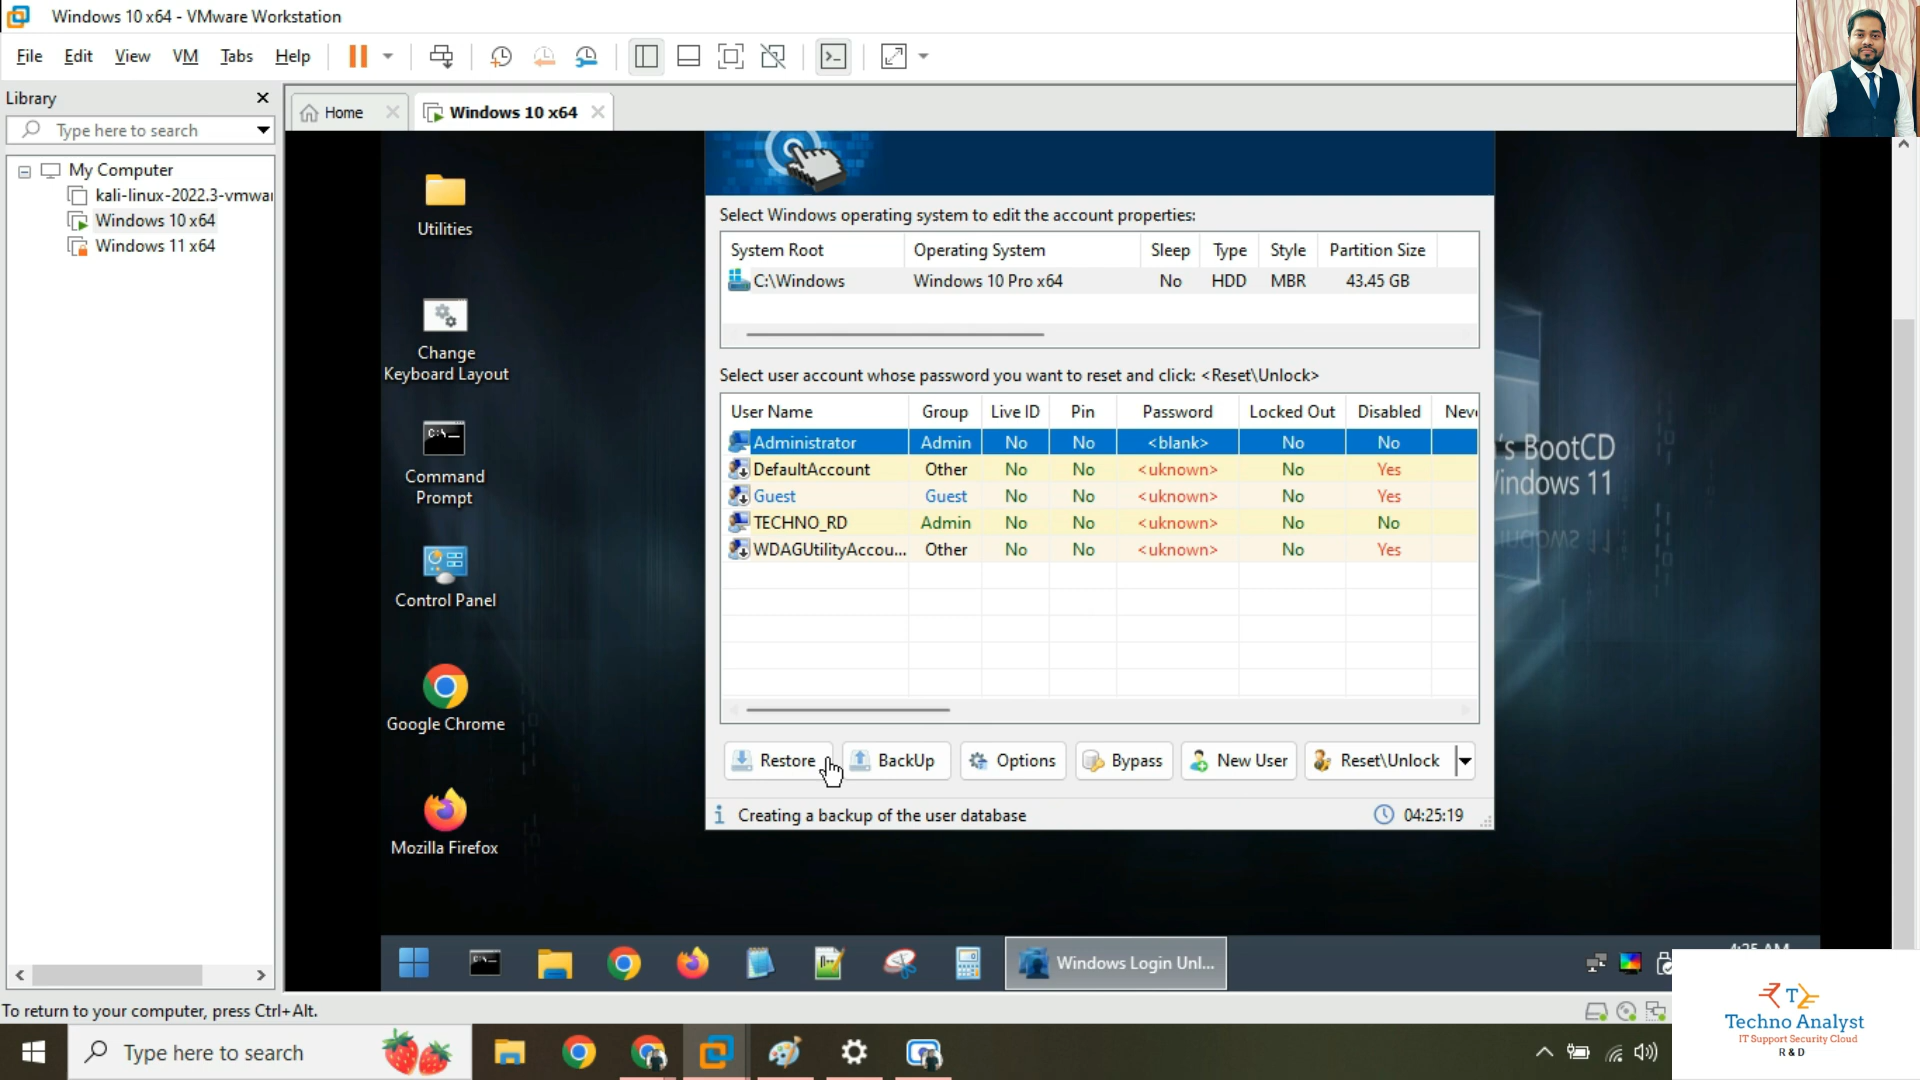 Windows 10 x64 - VMware Workstation
File Edit View VM Tabs Help
Library
Type here to search
My Computer
kali-linux-2022.3-vmwar
Windows 10 x64
Windows 11 x64
Home
Windows 10 x64
Utilities
Change
Keyboard Layout
Command
Prompt
Control Panel
Google Chrome
Mozilla Firefox
Select Windows operating system to edit the account properties:
System Root Operating System Sleep Type Style Partition Size
C:\Windows Windows 10 Pro x64 No HDD MBR 43.45 GB
Select user account whose password you want to reset and click: <Reset\Unlock>
User Name Group Live ID Pin Password Locked Out Disabled Neve
Administrator Admin No No <blank> No No
DefaultAccount Other No No <uknown> No Yes
Guest Guest No No <uknown> No Yes
TECHNO_RD Admin No No <uknown> No No
WDAGUtilityAccou... Other No No <uknown> No Yes
Restore BackUp Options Bypass New User Reset\Unlock
Creating a backup of the user database 04:25:19
's BootCD
indows 11
Windows Login Unl...
4:25 AM
To return to your computer, press Ctrl+Alt.
Type here to search
Techno Analyst
IT Support Security Cloud
R & D